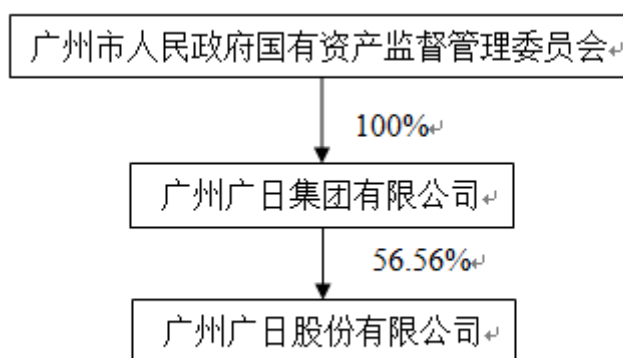 广州市人民政府国有资产监督管理委员会
100%
广州广日集团有限公司
56.56%
广州广日股份有限公司